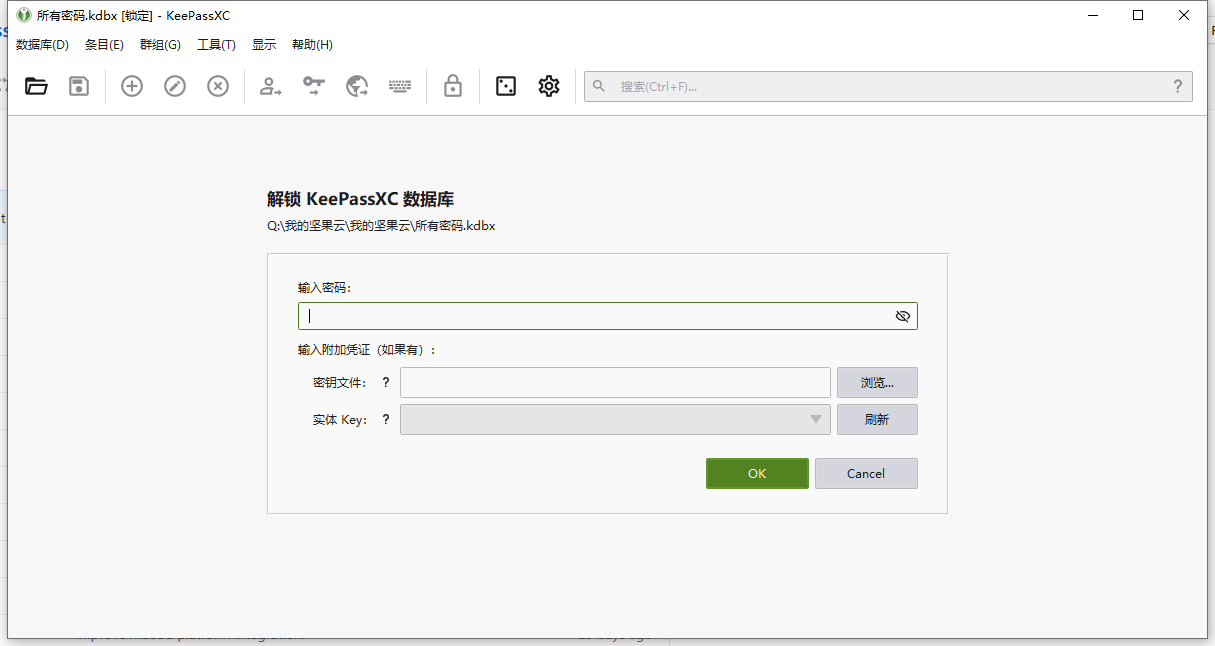 所有密码.kdbx [锁定] - KeePassXC
数据库(D) 条目(E) 群组(G) 工具(T) 显示 帮助(H)
搜索(Ctrl+F)... ?
解锁 KeePassXC 数据库
Q:\我的坚果云\我的坚果云\所有密码.kdbx
输入密码:
输入附加凭证（如果有）:
密钥文件: ? 浏览...
实体 Key: ? 刷新
OK Cancel